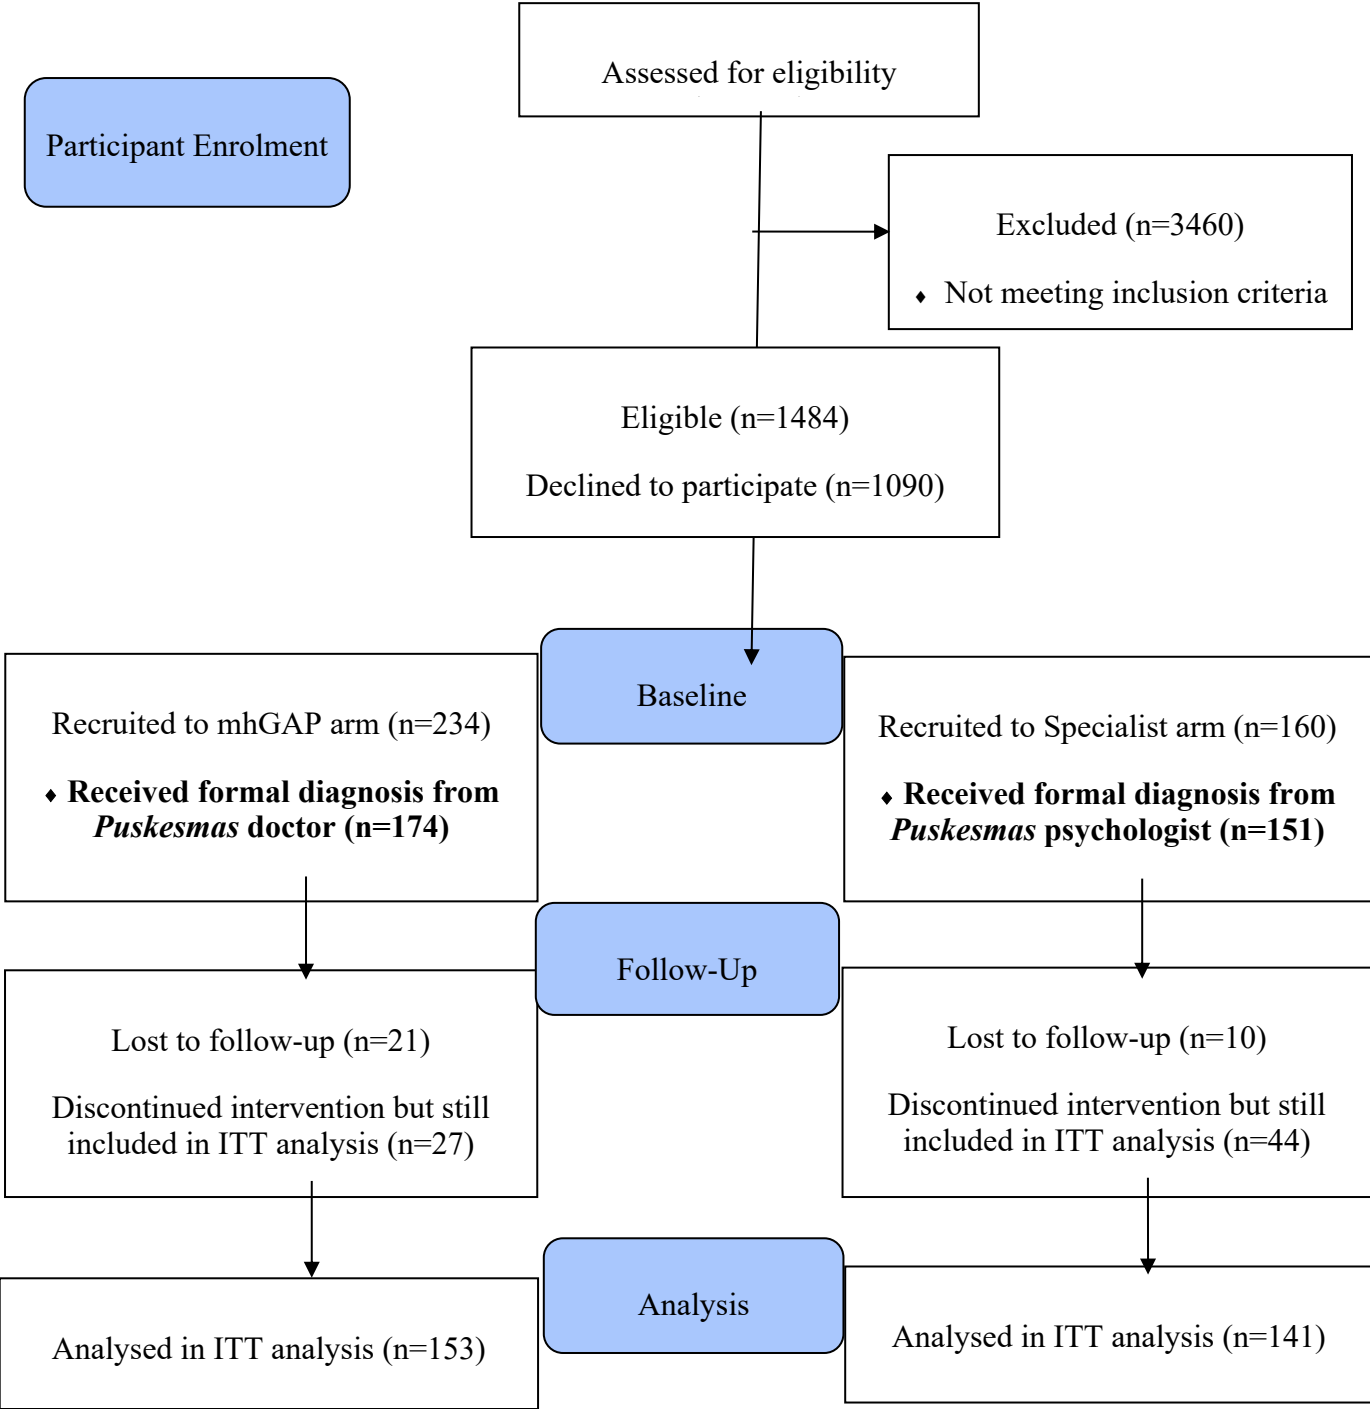 Assessed for eligibility
Participant Enrolment
Excluded (n=3460)
⬧ Not meeting inclusion criteria
Eligible (n=1484)
Declined to participate (n=1090)
Baseline
Recruited to mhGAP arm (n=234)
⬧ Received formal diagnosis from
Puskesmas doctor (n=174)
Recruited to Specialist arm (n=160)
⬧ Received formal diagnosis from
Puskesmas psychologist (n=151)
Follow-Up
Lost to follow-up (n=21)
Discontinued intervention but still
included in ITT analysis (n=27)
Lost to follow-up (n=10)
Discontinued intervention but still
included in ITT analysis (n=44)
Analysis
Analysed in ITT analysis (n=153)
Analysed in ITT analysis (n=141)